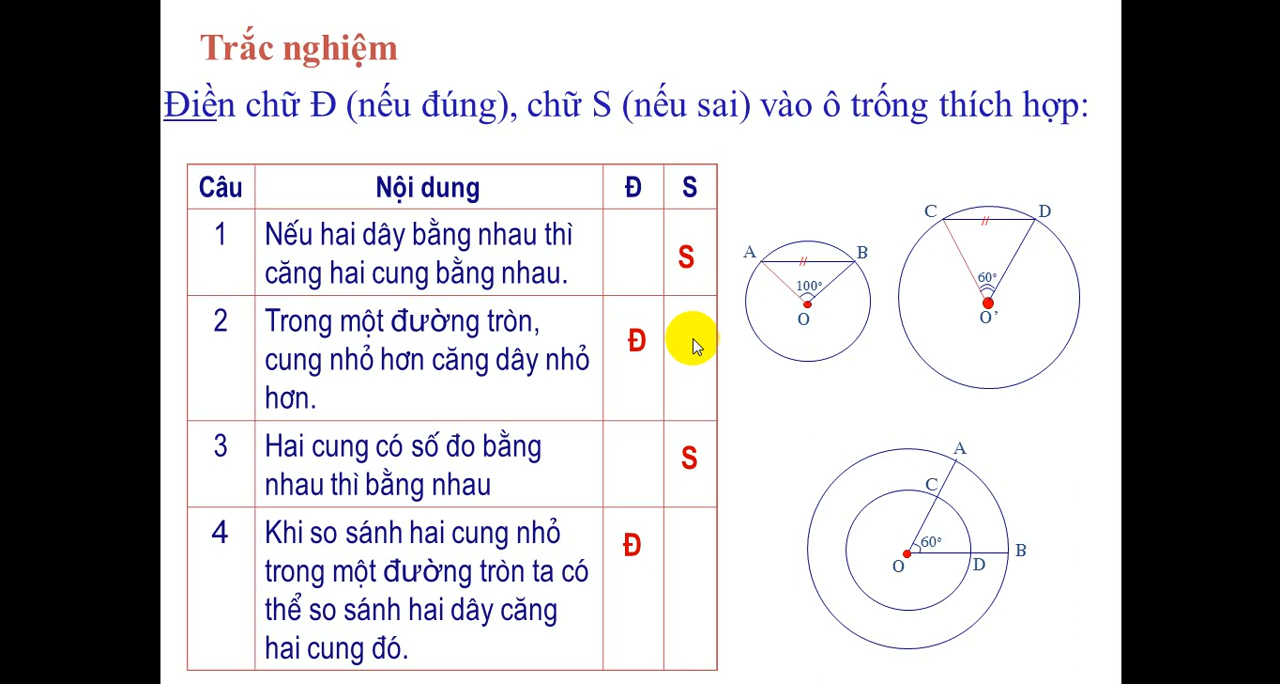 Trắc nghiệm
Điền chữ Đ (nếu đúng), chữ S (nếu sai) vào ô trống thích hợp:
Câu Nội dung Đ S
1 Nếu hai dây bằng nhau thì
căng hai cung bằng nhau.
S
2 Trong một đường tròn,
cung nhỏ hơn căng dây nhỏ
hơn.
Đ
3 Hai cung có số đo bằng
nhau thì bằng nhau
S
4 Khi so sánh hai cung nhỏ
trong một đường tròn ta có
thể so sánh hai dây căng
hai cung đó.
Đ
A B
100°
O
C D
60°
O’
A
C
60°
O D B